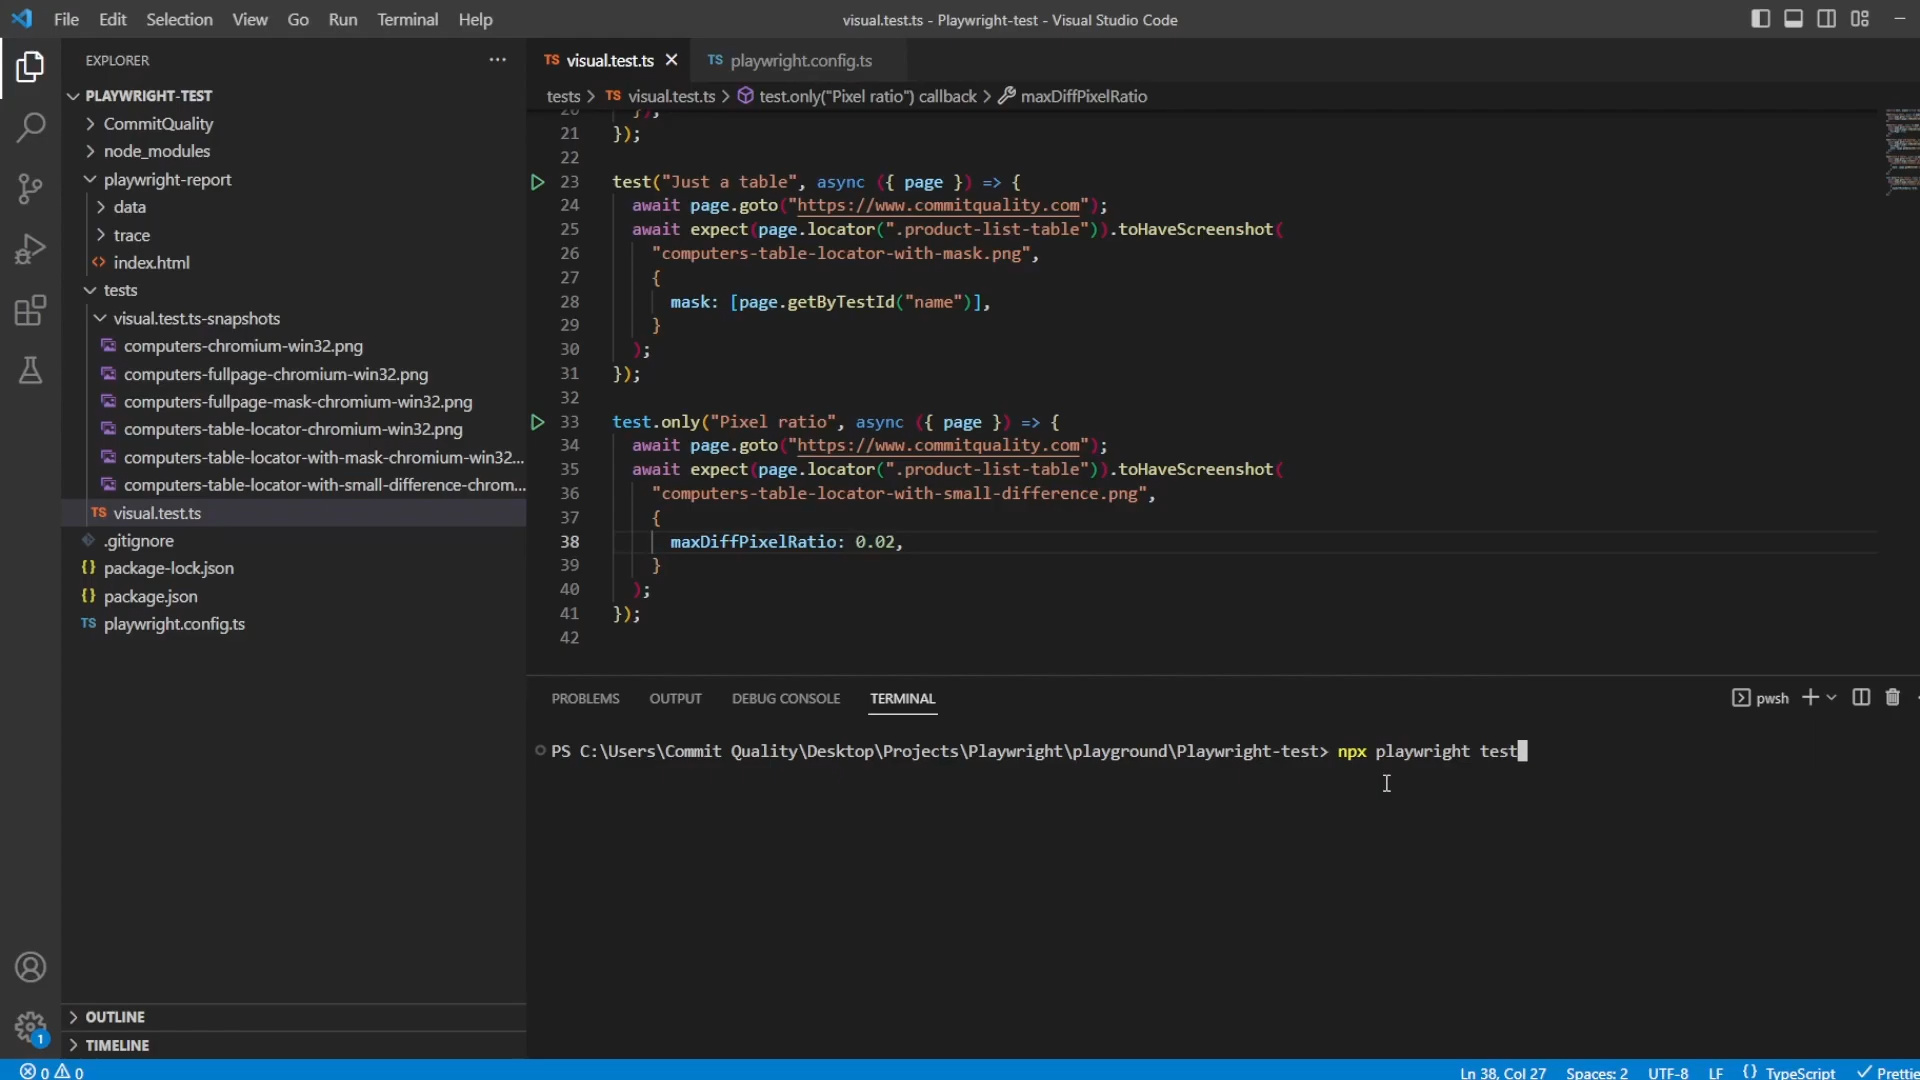 File Edit Selection View Go Run Terminal Help
visual.test.ts - Playwright-test - Visual Studio Code
EXPLORER
PLAYWRIGHT-TEST
CommitQuality
node_modules
playwright-report
data
trace
index.html
tests
visual.test.ts-snapshots
computers-chromium-win32.png
computers-fullpage-chromium-win32.png
computers-fullpage-mask-chromium-win32.png
computers-table-locator-chromium-win32.png
computers-table-locator-with-mask-chromium-win32...
computers-table-locator-with-small-difference-chrom...
TS visual.test.ts
.gitignore
{} package-lock.json
{} package.json
TS playwright.config.ts
OUTLINE
TIMELINE
TS visual.test.ts TS playwright.config.ts
tests > TS visual.test.ts > test.only("Pixel ratio") callback > maxDiffPixelRatio
20 });
21 });
22
23 test("Just a table", async ({ page }) => {
24 await page.goto("https://www.commitquality.com");
25 await expect(page.locator(".product-list-table")).toHaveScreenshot(
26 "computers-table-locator-with-mask.png",
27 {
28 mask: [page.getByTestId("name")],
29 }
30 );
31 });
32
33 test.only("Pixel ratio", async ({ page }) => {
34 await page.goto("https://www.commitquality.com");
35 await expect(page.locator(".product-list-table")).toHaveScreenshot(
36 "computers-table-locator-with-small-difference.png",
37 {
38 maxDiffPixelRatio: 0.02,
39 }
40 );
41 });
42
PROBLEMS OUTPUT DEBUG CONSOLE TERMINAL
pwsh
PS C:\Users\Commit Quality\Desktop\Projects\Playwright\playground\Playwright-test> npx playwright test
1
0 0
Ln 38, Col 27 Spaces: 2 UTF-8 LF {} TypeScript Prettie